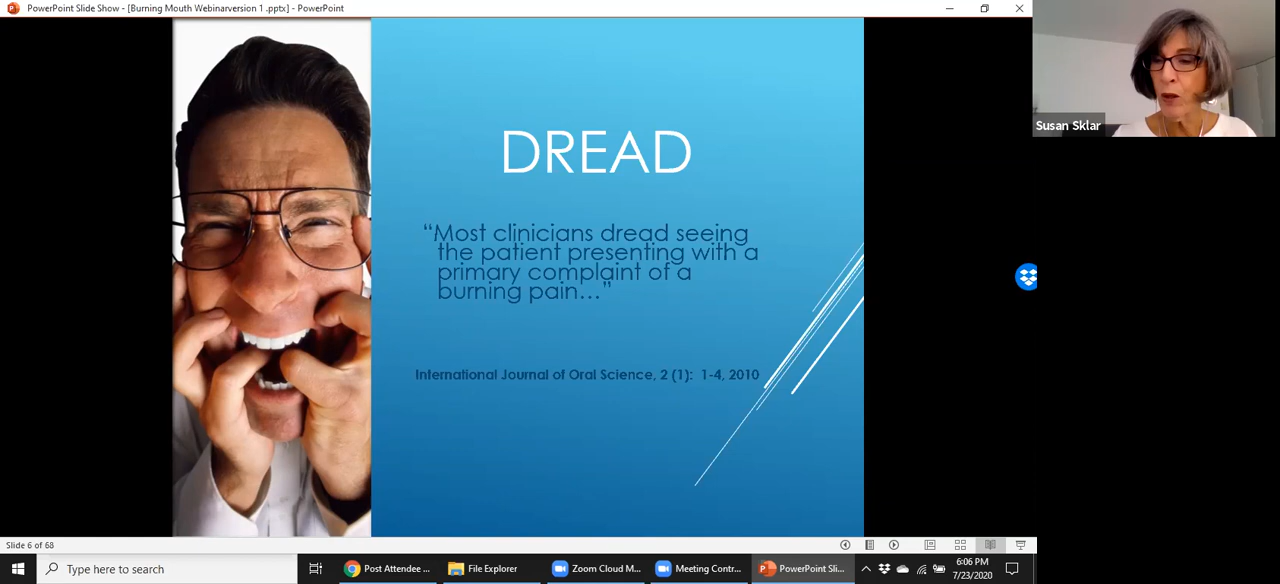 PowerPoint Slide Show - [Burning Mouth Webinarversion 1 .pptx] - PowerPoint
Susan Sklar
DREAD
“Most clinicians dread seeing
the patient presenting with a
primary complaint of a
burning pain…”
International Journal of Oral Science, 2 (1):  1-4, 2010
Slide 6 of 68
Type here to search
Post Attendee ...
File Explorer
Zoom Cloud M...
Meeting Contr...
PowerPoint Sli...
6:06 PM
7/23/2020